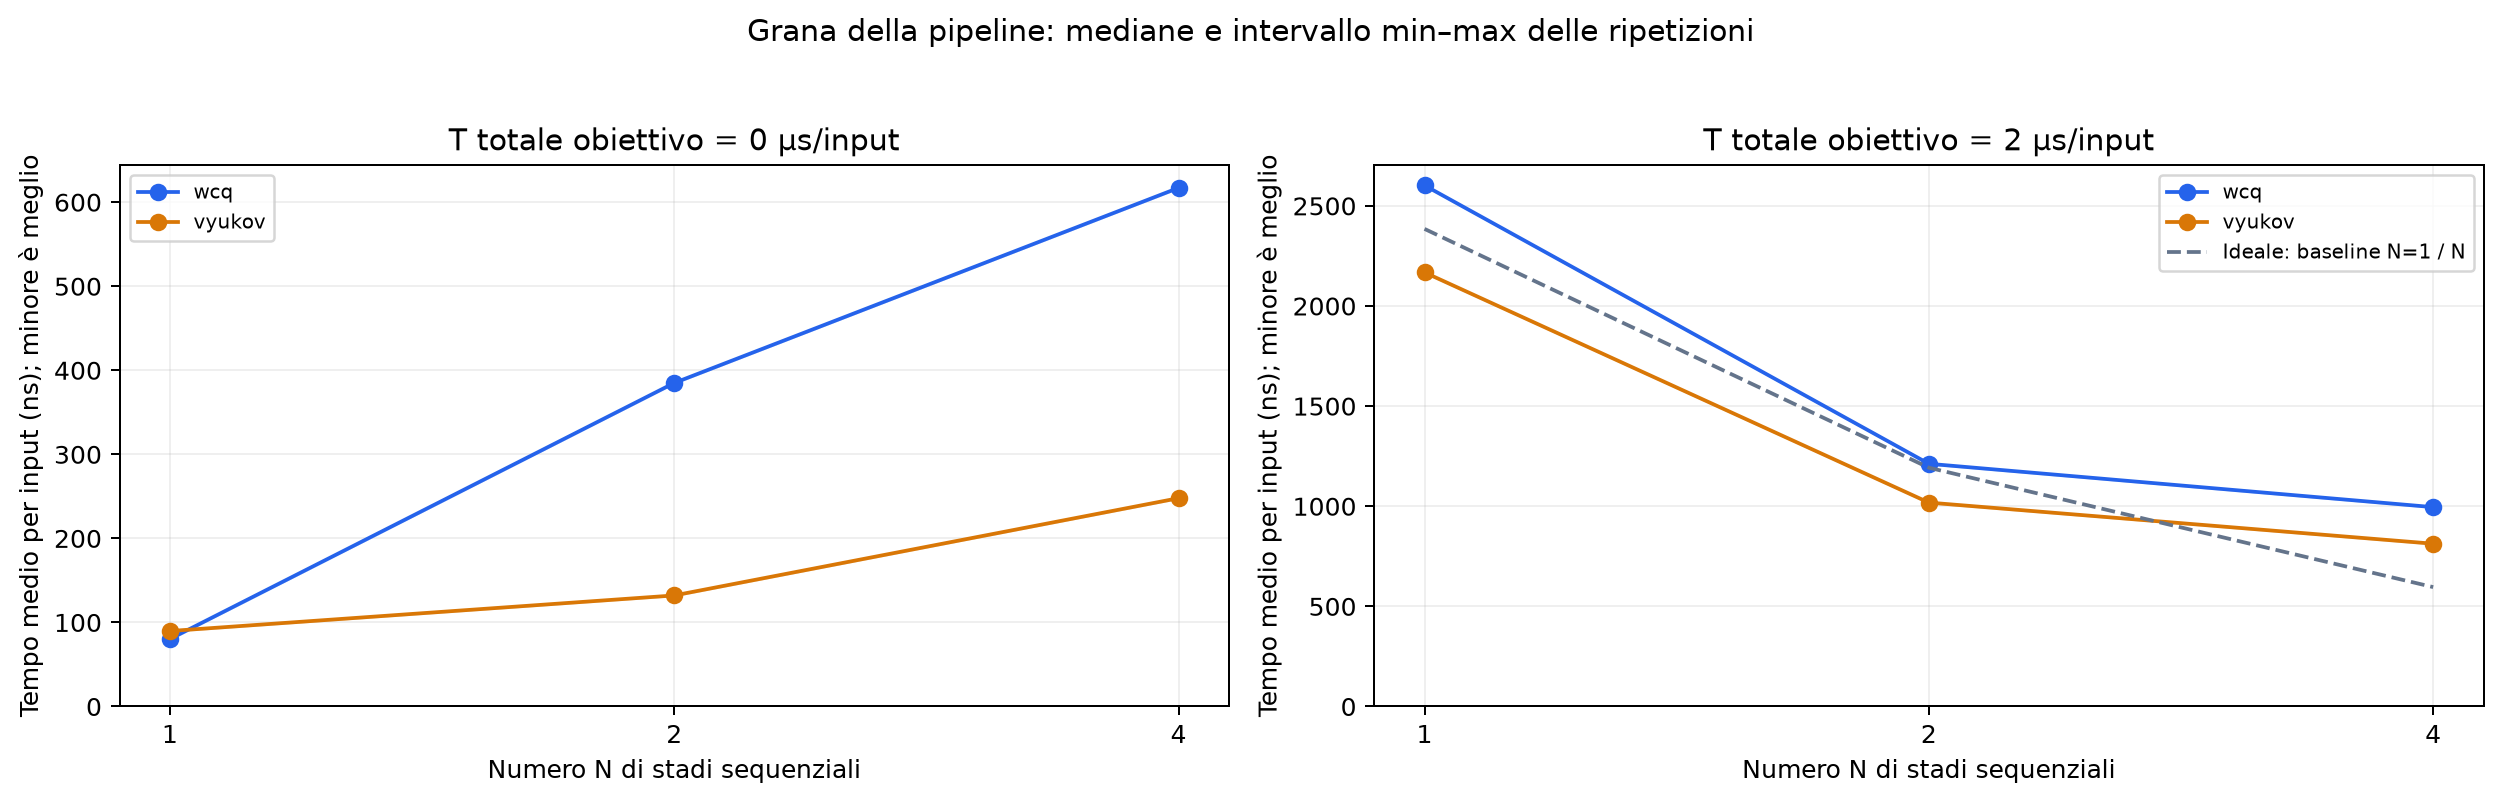 Grana della pipeline: mediane e intervallo min–max delle ripetizioni
T totale obiettivo = 0 µs/input
Tempo medio per input (ns); minore è meglio
600
500
400
300
200
100
0
wcq
vyukov
1
2
4
Numero N di stadi sequenziali
T totale obiettivo = 2 µs/input
Tempo medio per input (ns); minore è meglio
2500
2000
1500
1000
500
0
wcq
vyukov
Ideale: baseline N=1 / N
1
2
4
Numero N di stadi sequenziali